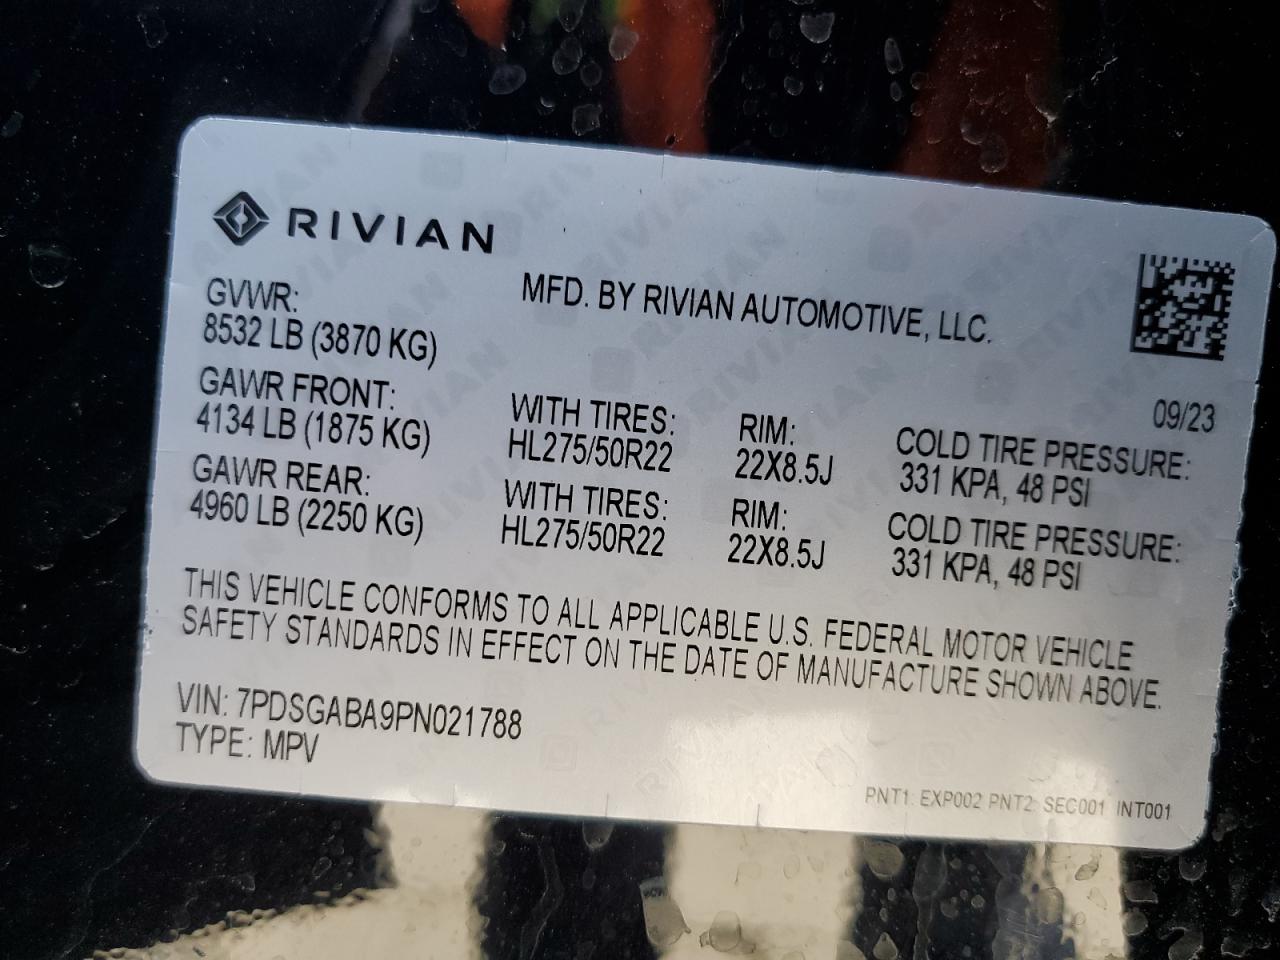 RIVIAN
MFD. BY RIVIAN AUTOMOTIVE, LLC.
GVWR:
8532 LB (3870 KG)
09/23
GAWR FRONT: WITH TIRES: RIM: COLD TIRE PRESSURE:
4134 LB (1875 KG) HL275/50R22 22X8.5J 331 KPA, 48 PSI
GAWR REAR: WITH TIRES: RIM: COLD TIRE PRESSURE:
4960 LB (2250 KG) HL275/50R22 22X8.5J 331 KPA, 48 PSI
THIS VEHICLE CONFORMS TO ALL APPLICABLE U.S. FEDERAL MOTOR VEHICLE
SAFETY STANDARDS IN EFFECT ON THE DATE OF MANUFACTURE SHOWN ABOVE.
VIN: 7PDSGABA9PN021788
TYPE: MPV
PNT1: EXP002 PNT2: SEC001 INT001